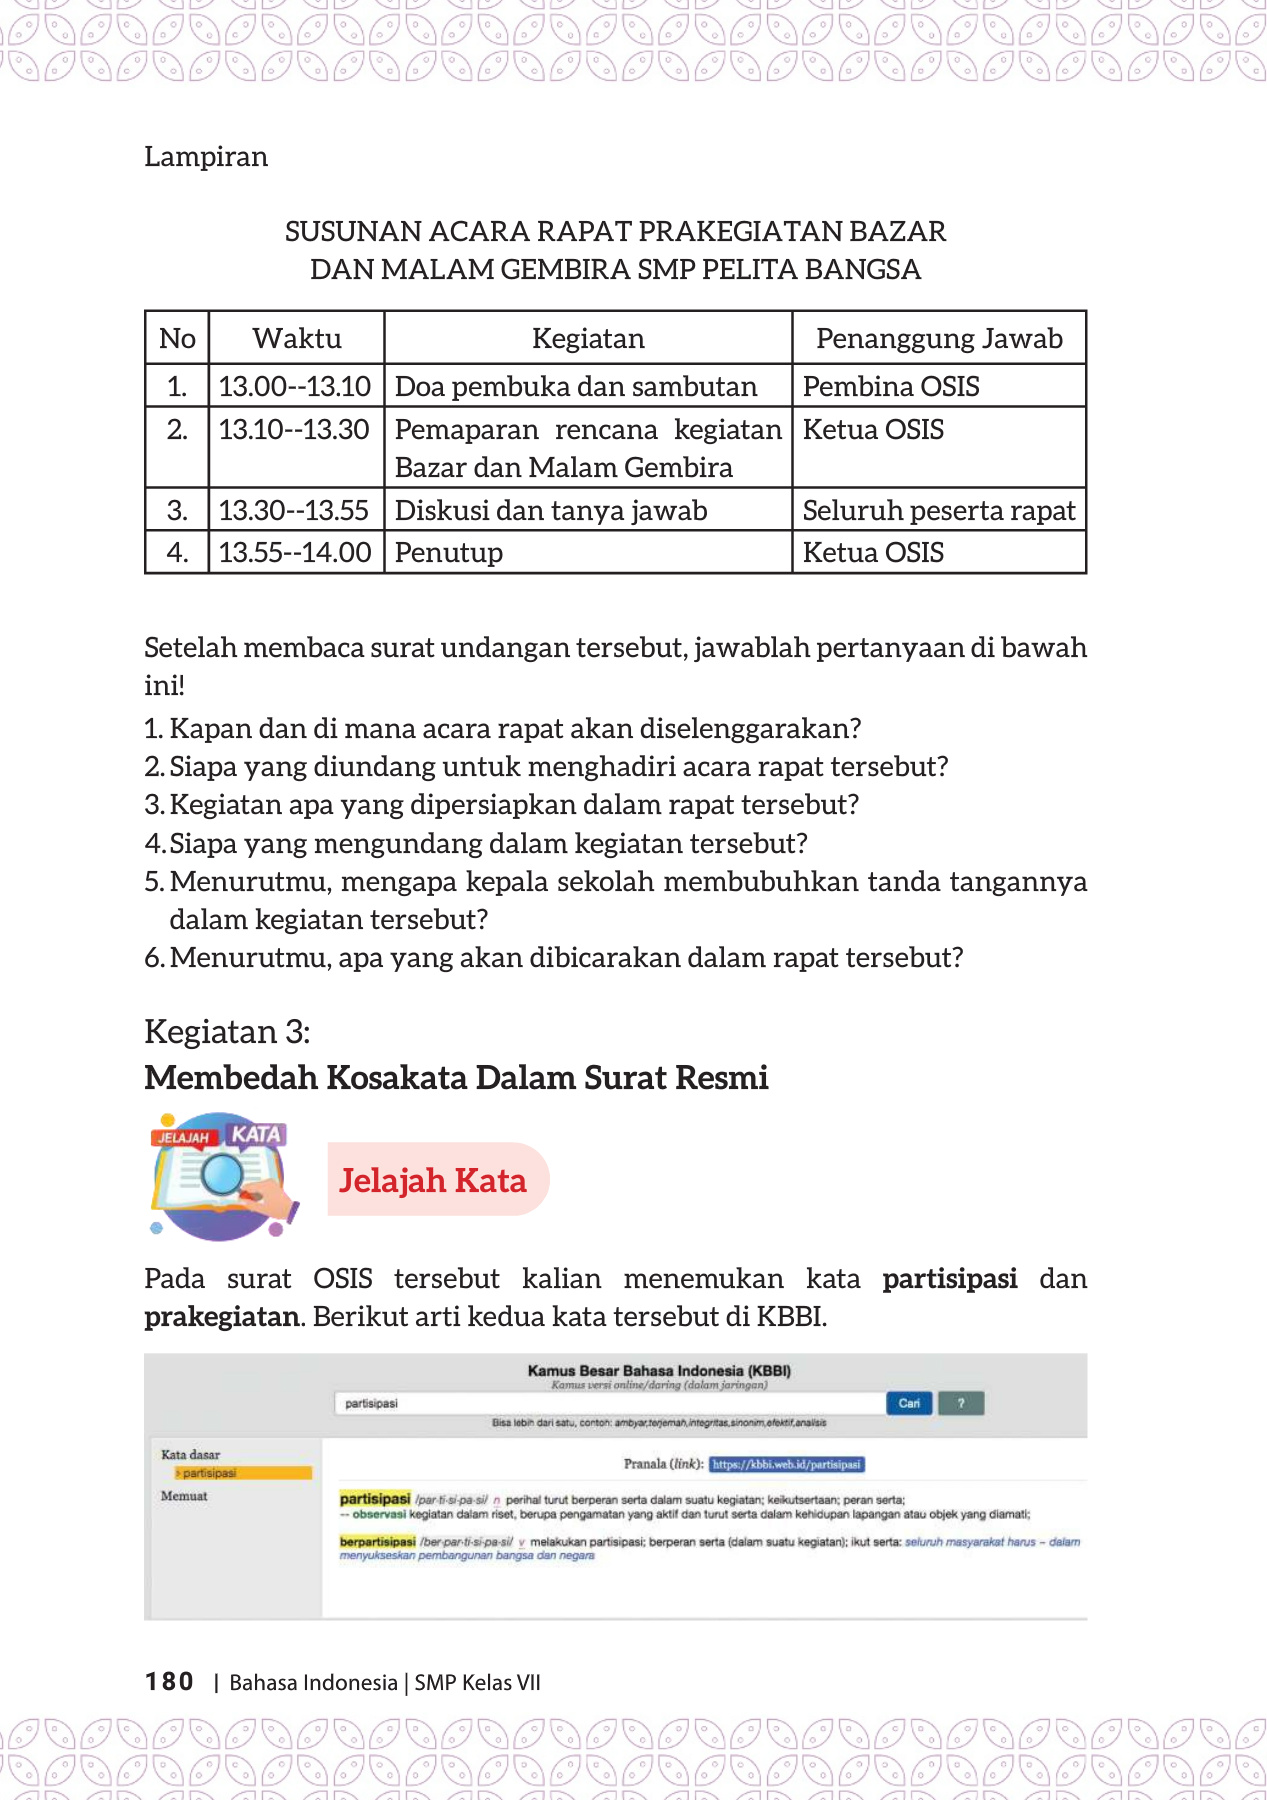 Lampiran
SUSUNAN ACARA RAPAT PRAKEGIATAN BAZAR
DAN MALAM GEMBIRA SMP PELITA BANGSA
No Waktu Kegiatan Penanggung Jawab
1. 13.00--13.10 Doa pembuka dan sambutan Pembina OSIS
2. 13.10--13.30 Pemaparan rencana kegiatan Ketua OSIS
Bazar dan Malam Gembira
3. 13.30--13.55 Diskusi dan tanya jawab Seluruh peserta rapat
4. 13.55--14.00 Penutup Ketua OSIS
Setelah membaca surat undangan tersebut, jawablah pertanyaan di bawah
ini!
1. Kapan dan di mana acara rapat akan diselenggarakan?
2. Siapa yang diundang untuk menghadiri acara rapat tersebut?
3. Kegiatan apa yang dipersiapkan dalam rapat tersebut?
4. Siapa yang mengundang dalam kegiatan tersebut?
5. Menurutmu, mengapa kepala sekolah membubuhkan tanda tangannya
dalam kegiatan tersebut?
6. Menurutmu, apa yang akan dibicarakan dalam rapat tersebut?
Kegiatan 3:
Membedah Kosakata Dalam Surat Resmi
JELAJAH KATA
Jelajah Kata
Pada surat OSIS tersebut kalian menemukan kata partisipasi dan
prakegiatan. Berikut arti kedua kata tersebut di KBBI.
Kamus Besar Bahasa Indonesia (KBBI)
Kamus versi online/daring (dalam jaringan)
partisipasi Cari ?
Bisa lebih dari satu, contoh: ambyar,terjemah,integritas,sinonim,efektif,analisis
Kata dasar
› partisipasi
Memuat
Pranala (link): https://kbbi.web.id/partisipasi
partisipasi /par·ti·si·pa·si/ n perihal turut berperan serta dalam suatu kegiatan; keikutsertaan; peran serta;
-- observasi kegiatan dalam riset, berupa pengamatan yang aktif dan turut serta dalam kehidupan lapangan atau objek yang diamati;
berpartisipasi /ber·par·ti·si·pa·si/ v melakukan partisipasi; berperan serta (dalam suatu kegiatan); ikut serta: seluruh masyarakat harus ~ dalam
menyukseskan pembangunan bangsa dan negara
180 | Bahasa Indonesia | SMP Kelas VII